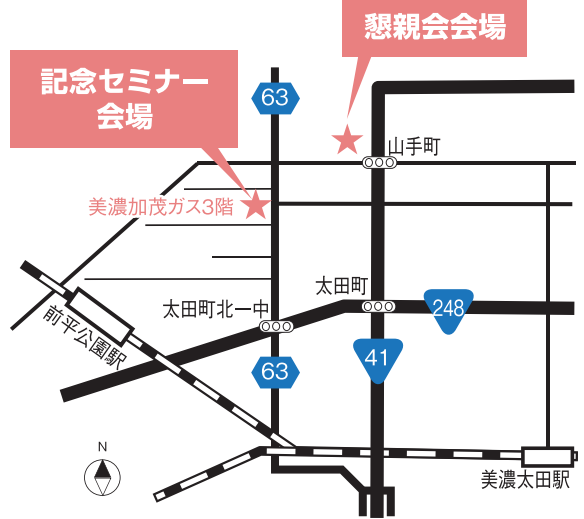 懇親会会場
記念セミナー
会場
63
山手町
美濃加茂ガス3階
太田町
太田町北一中
248
前平公園駅
41
63
N
美濃太田駅